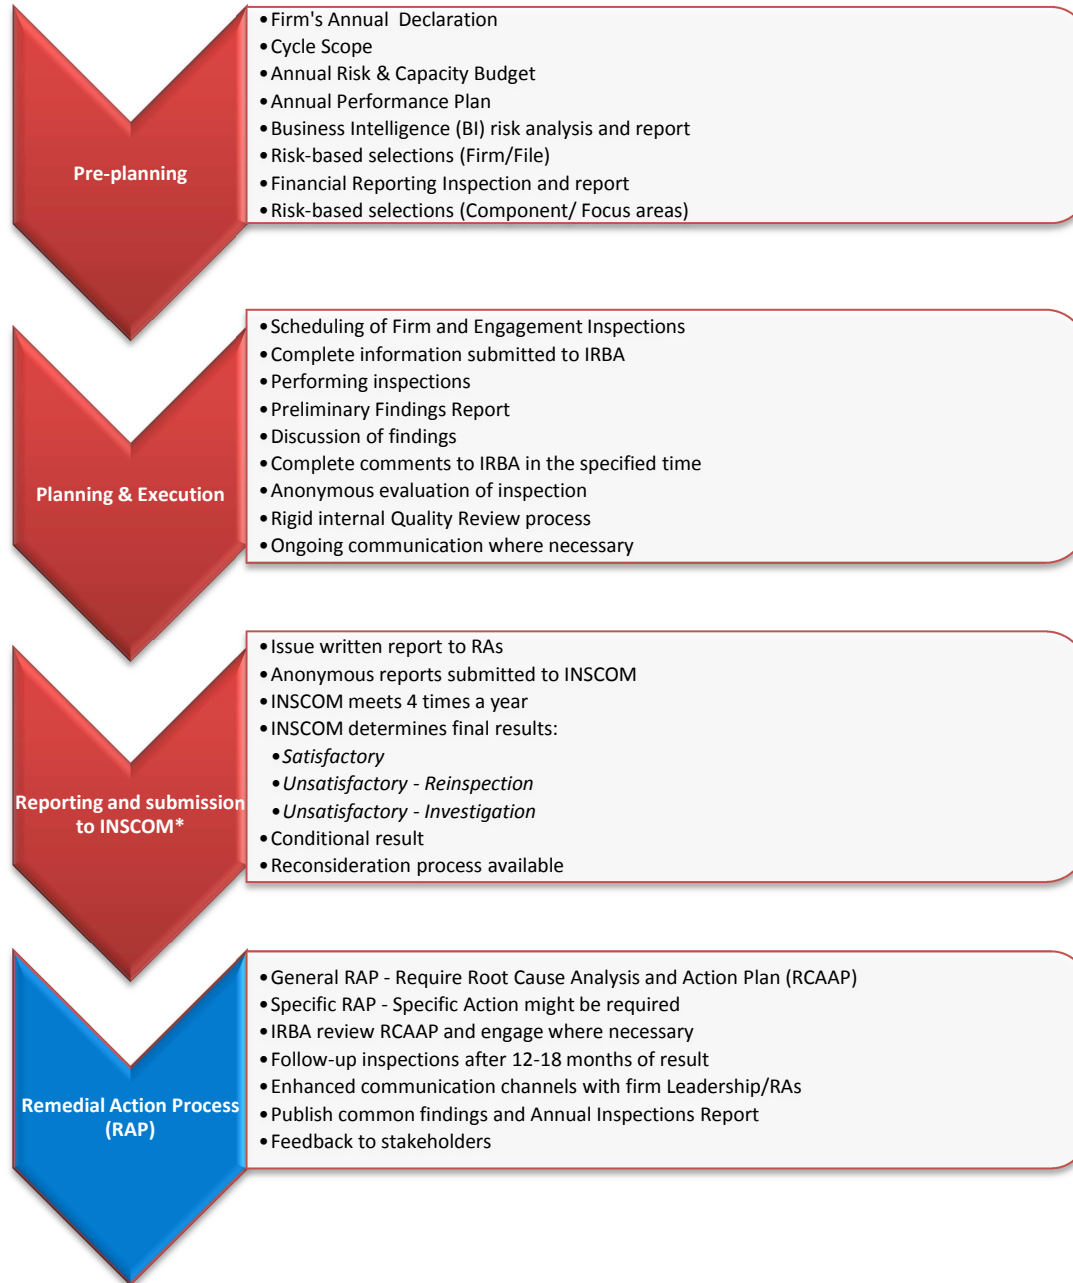 Pre-planning
•Firm's Annual  Declaration
•Cycle Scope
•Annual Risk & Capacity Budget
•Annual Performance Plan
•Business Intelligence (BI) risk analysis and report
•Risk-based selections (Firm/File)
•Financial Reporting Inspection and report
•Risk-based selections (Component/ Focus areas)
Planning & Execution
•Scheduling of Firm and Engagement Inspections
•Complete information submitted to IRBA
•Performing inspections
•Preliminary Findings Report
•Discussion of findings
•Complete comments to IRBA in the specified time
•Anonymous evaluation of inspection
•Rigid internal Quality Review process
•Ongoing communication where necessary
Reporting and submission
to INSCOM*
•Issue written report to RAs
•Anonymous reports submitted to INSCOM
•INSCOM meets 4 times a year
•INSCOM determines final results:
•Satisfactory
•Unsatisfactory - Reinspection
•Unsatisfactory - Investigation
•Conditional result
•Reconsideration process available
Remedial Action Process
(RAP)
•General RAP - Require Root Cause Analysis and Action Plan (RCAAP)
•Specific RAP - Specific Action might be required
•IRBA review RCAAP and engage where necessary
•Follow-up inspections after 12-18 months of result
•Enhanced communication channels with firm Leadership/RAs
•Publish common findings and Annual Inspections Report
•Feedback to stakeholders